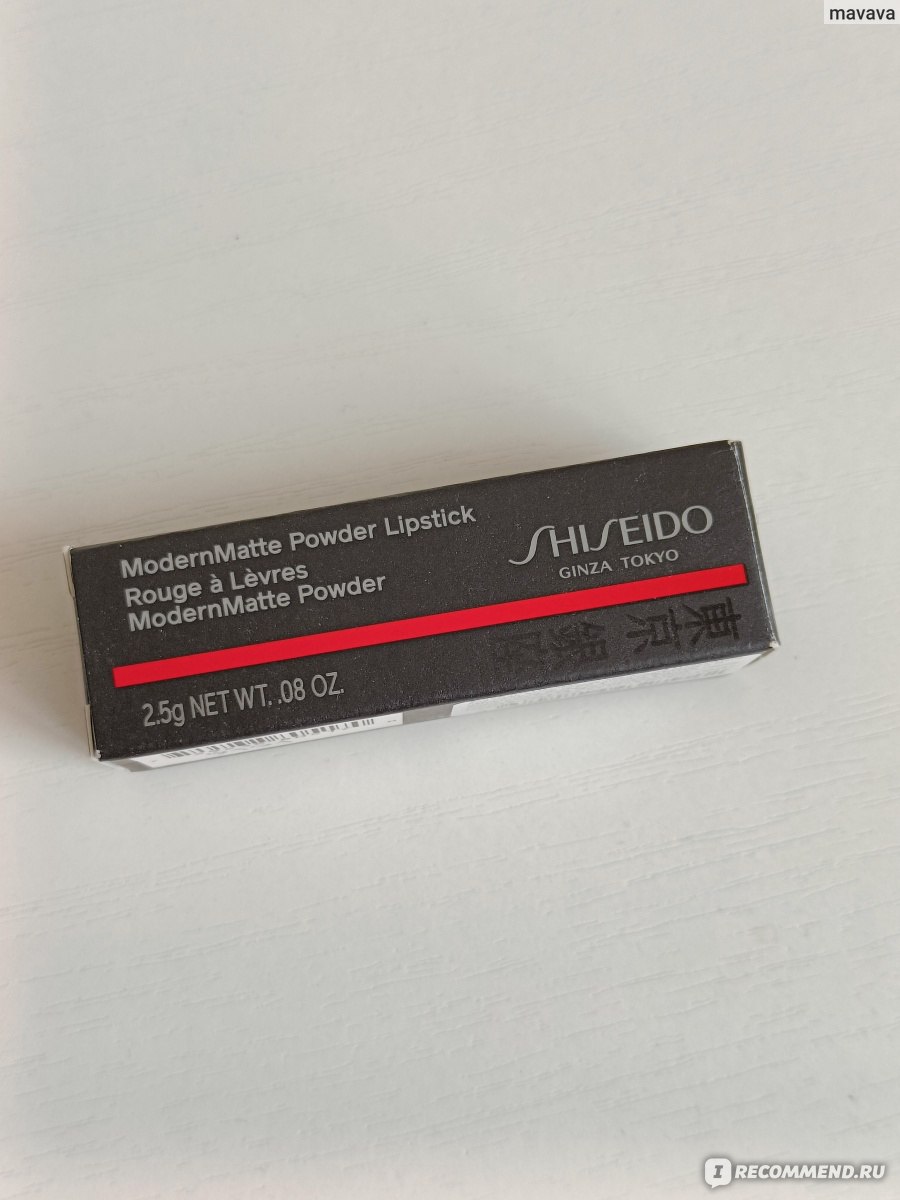 mavava
ModernMatte Powder Lipstick
Rouge à Lèvres
ModernMatte Powder
SHISEIDO
GINZA TOKYO
東京銀座
2.5g NET WT. .08 OZ.
IRECOMMEND.RU